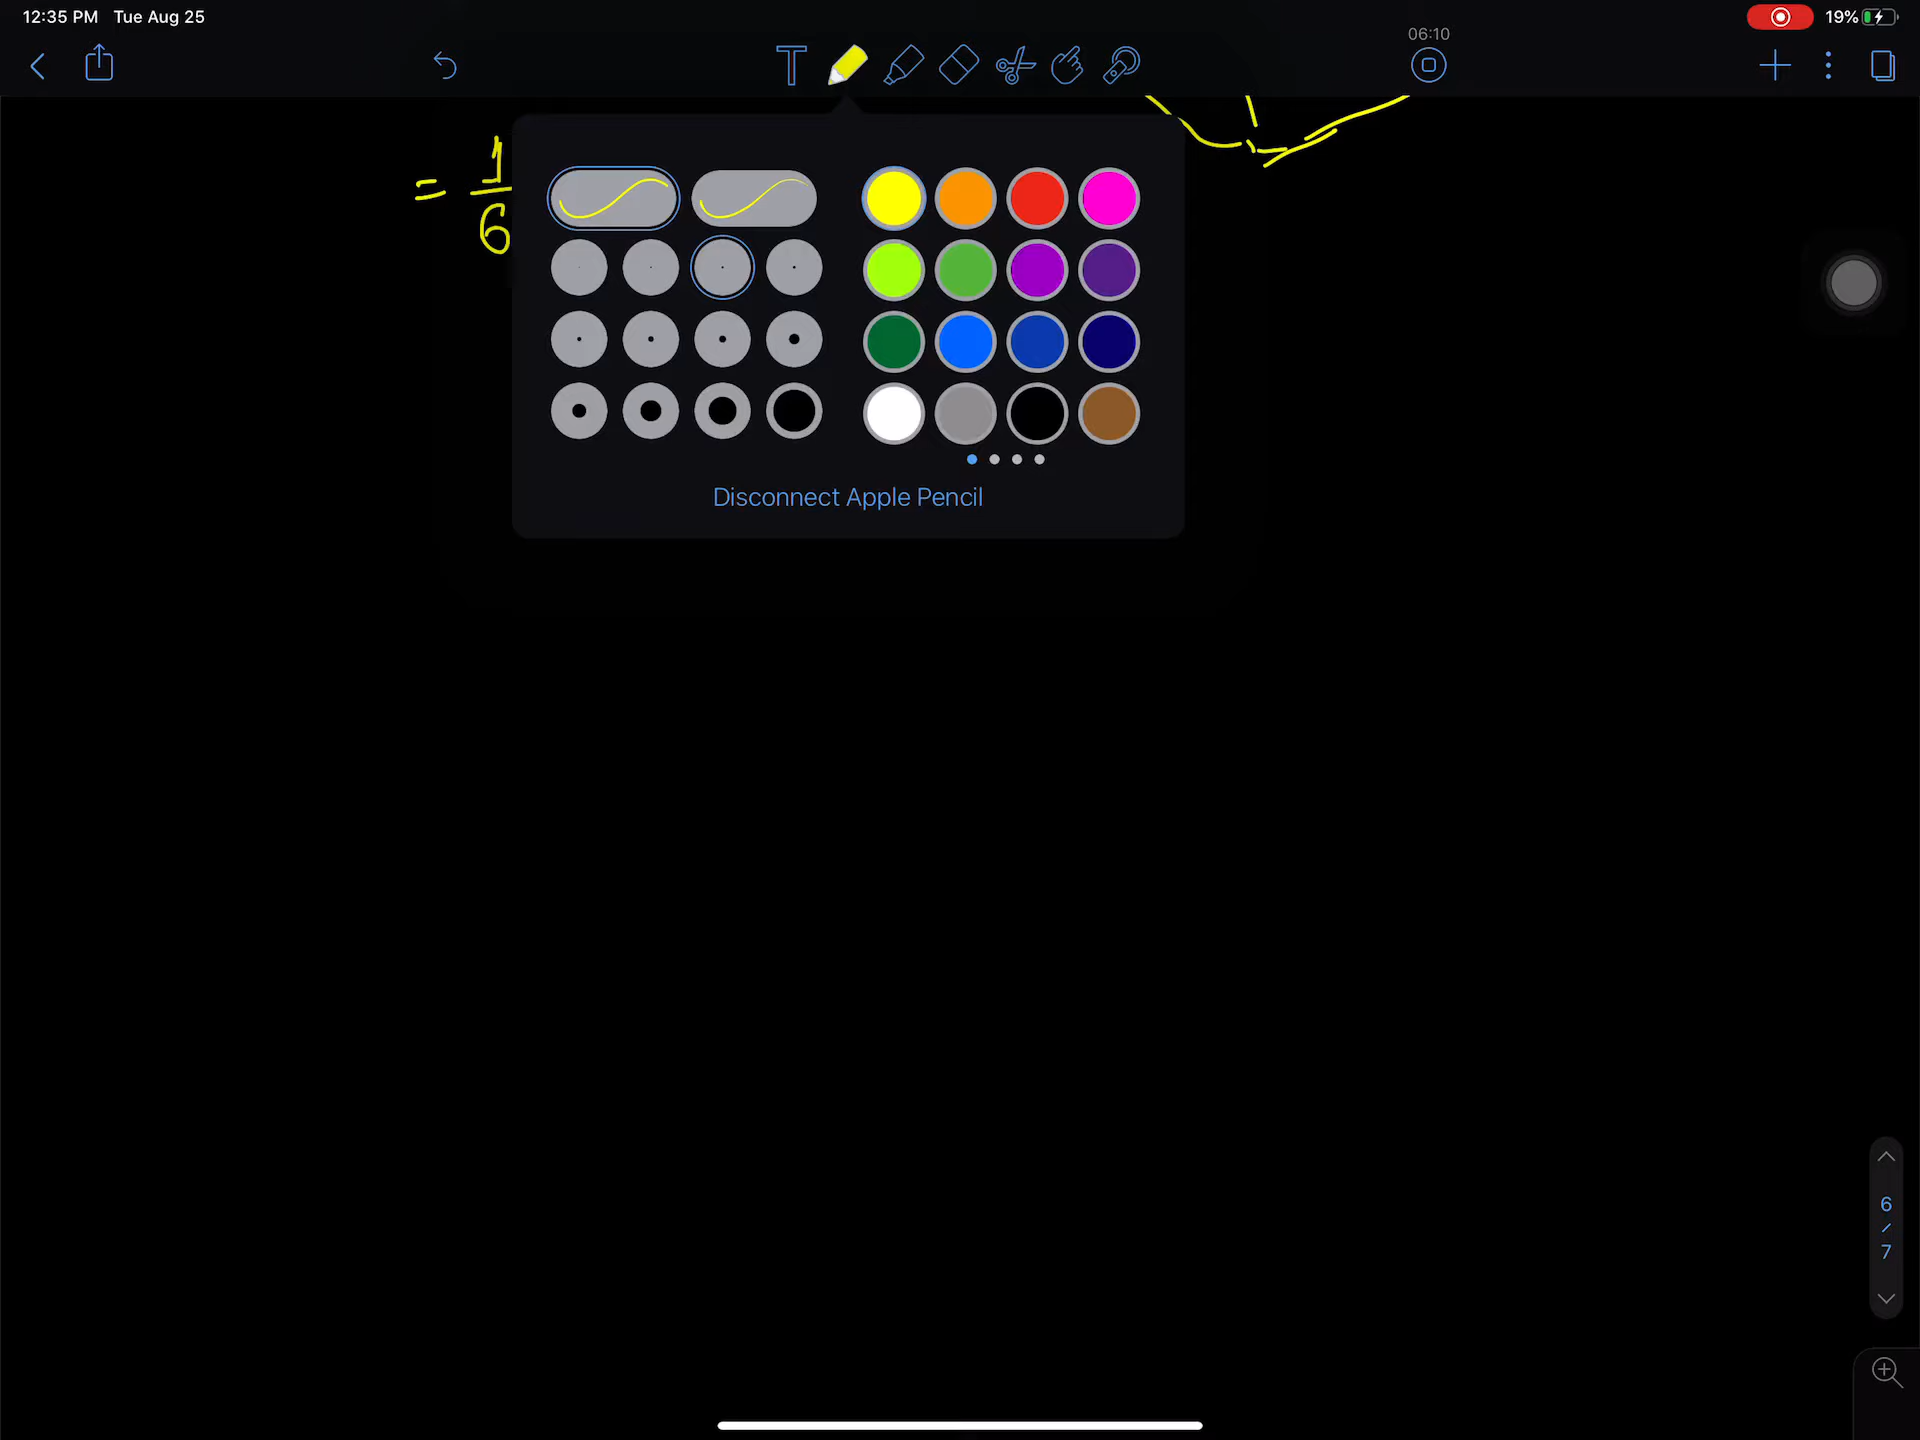 12:35 PM Tue Aug 25
19%
06:10
T
= 1/6
Disconnect Apple Pencil
6
/
7